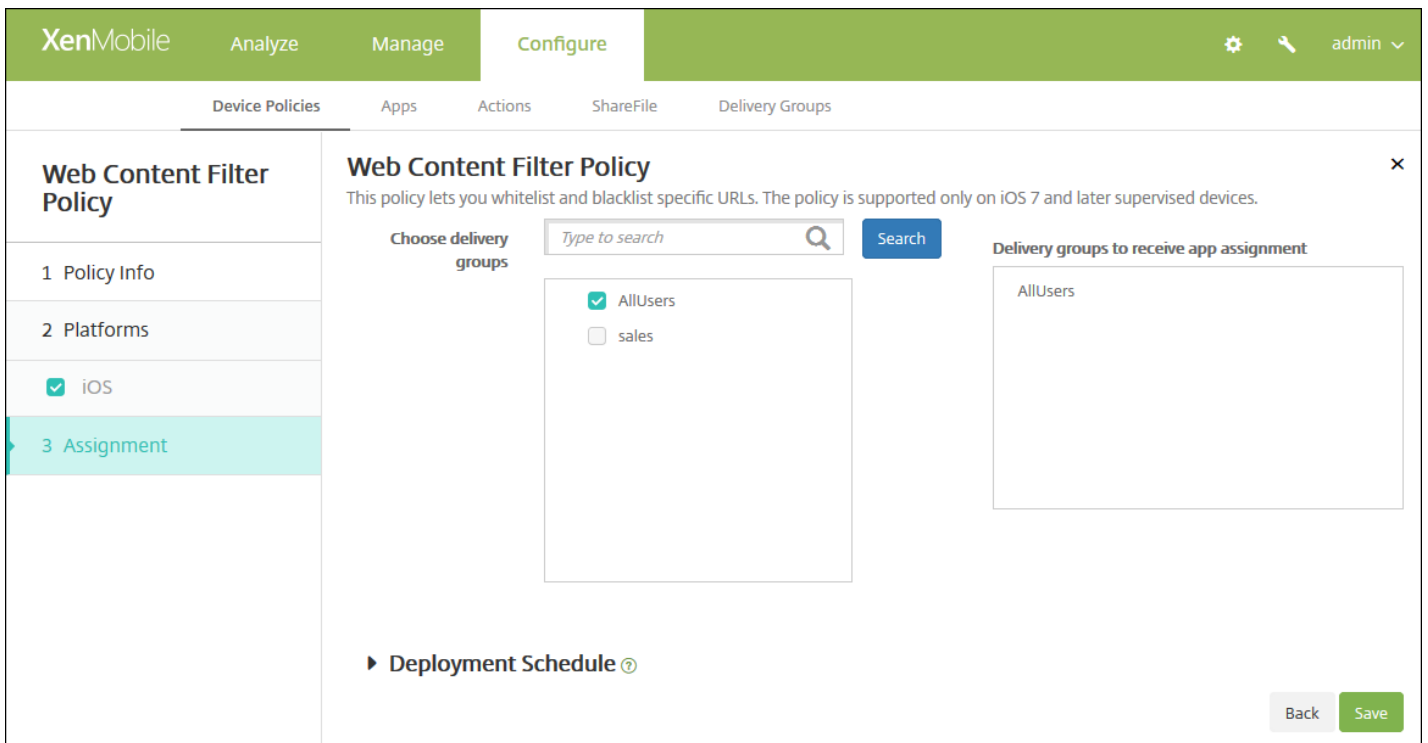 XenMobile Analyze Manage Configure admin
Device Policies Apps Actions ShareFile Delivery Groups
Web Content Filter
Policy
1 Policy Info
2 Platforms
iOS
3 Assignment
Web Content Filter Policy
This policy lets you whitelist and blacklist specific URLs. The policy is supported only on iOS 7 and later supervised devices.
Choose delivery
groups
Type to search
Search
AllUsers
sales
Delivery groups to receive app assignment
AllUsers
Deployment Schedule ?
Back Save